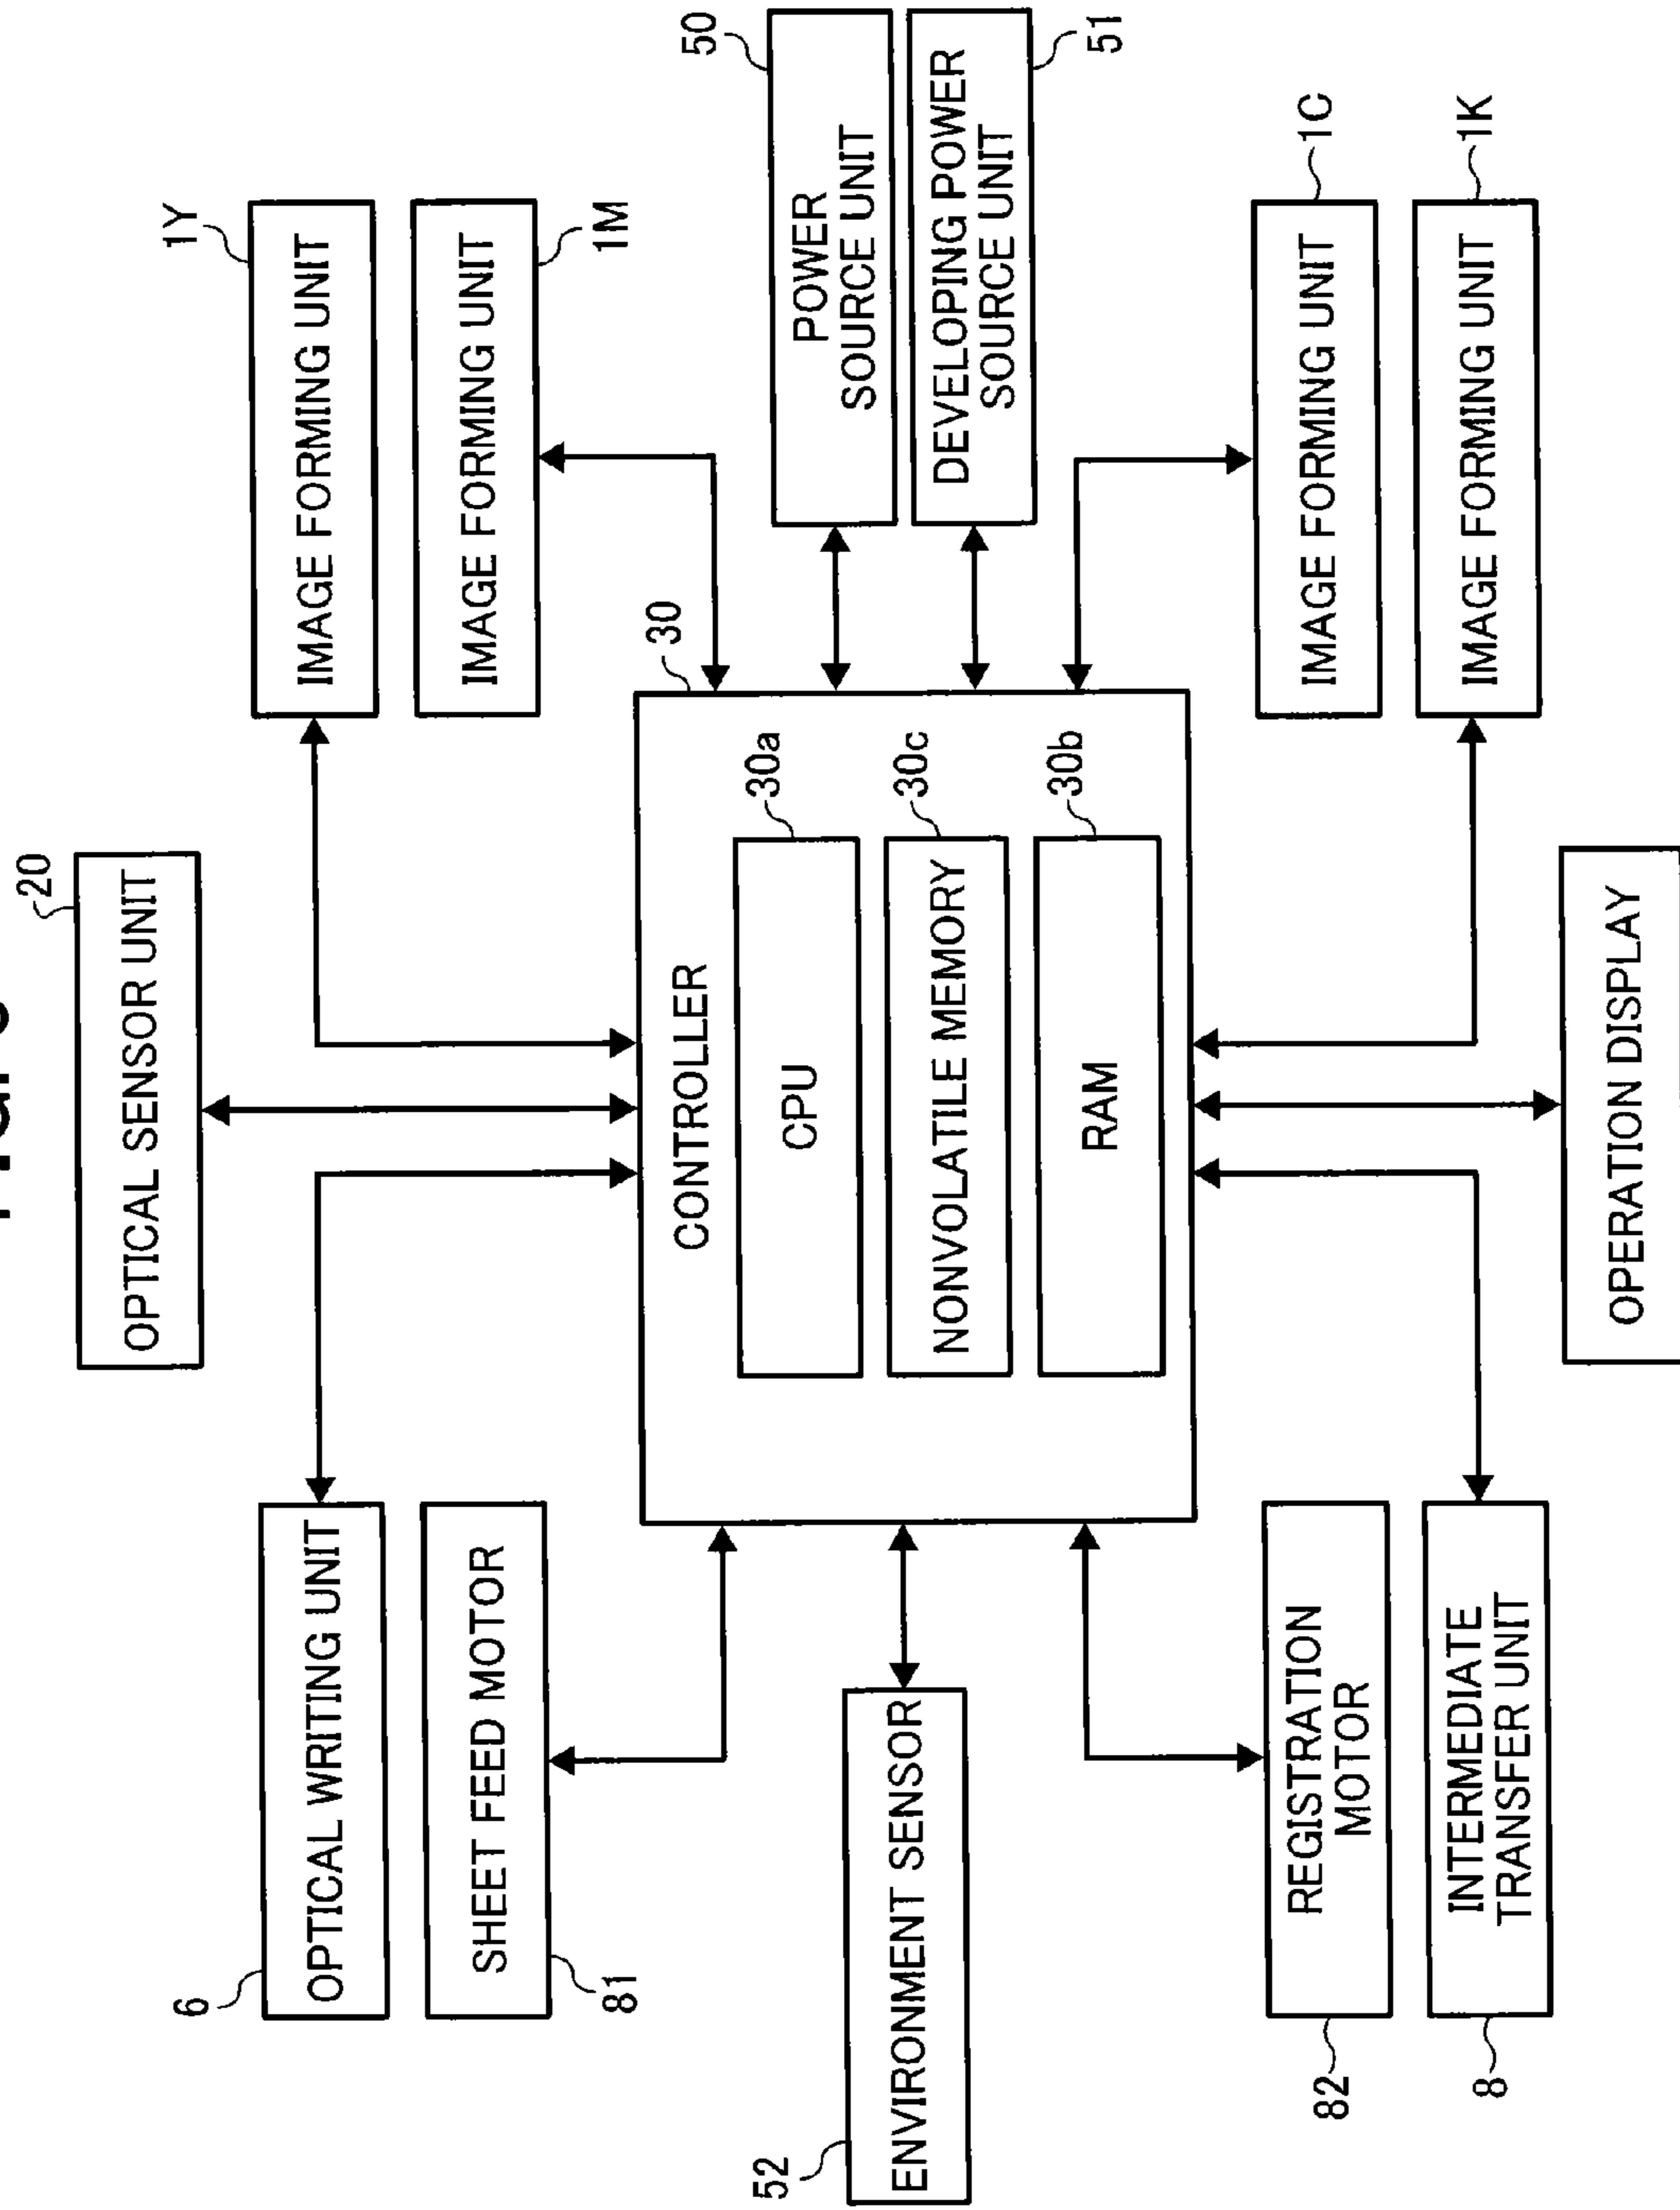 20
OPTICAL SENSOR UNIT
6
OPTICAL WRITING UNIT
1Y
IMAGE FORMING UNIT
SHEET FEED MOTOR
81
IMAGE FORMING UNIT
1M
30
CONTROLLER
CPU
30a
NONVOLATILE MEMORY
30c
RAM
30b
50
POWER
SOURCE UNIT
DEVELOPING POWER
SOURCE UNIT
51
52
ENVIRONMENT SENSOR
REGISTRATION
MOTOR
82
IMAGE FORMING UNIT
1C
INTERMEDIATE
TRANSFER UNIT
8
IMAGE FORMING UNIT
1K
OPERATION DISPLAY